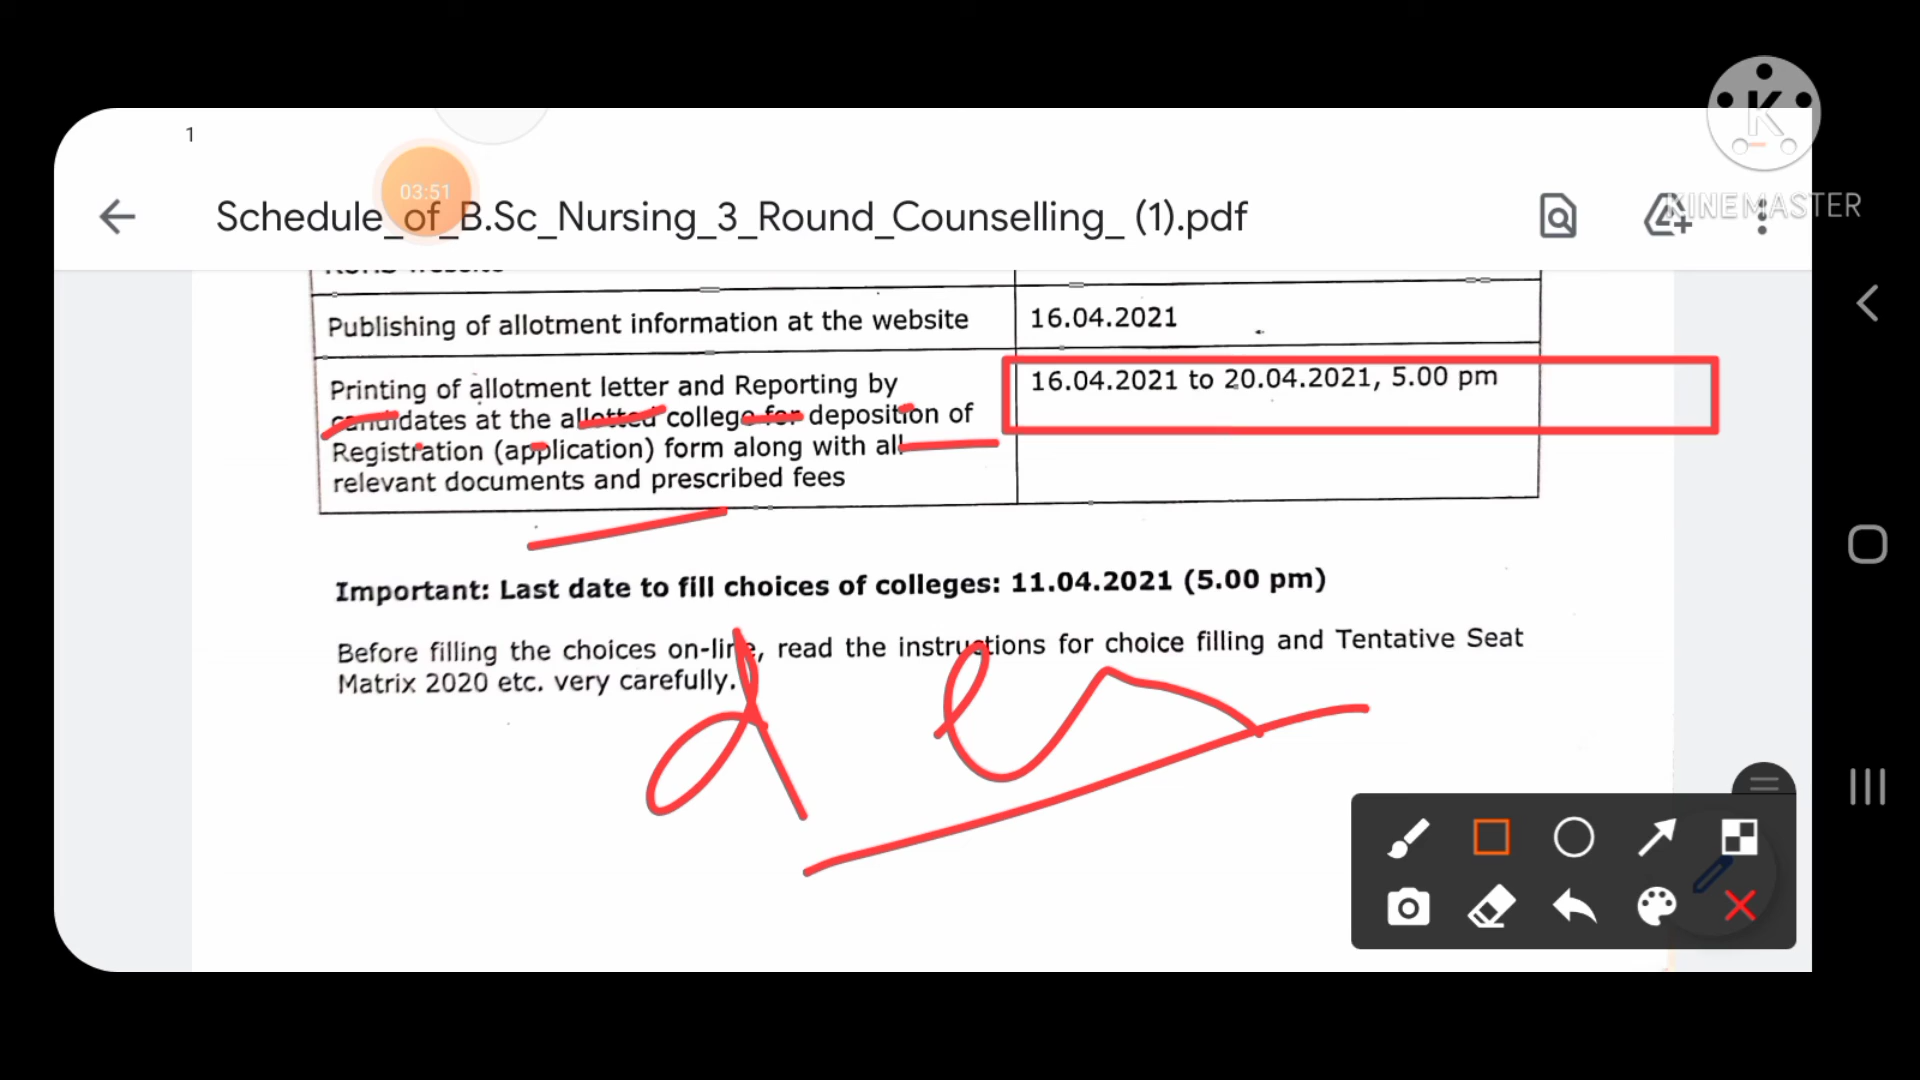 1
03:51
Schedule_of_B.Sc_Nursing_3_Round_Counselling_ (1).pdf
K
KINEMASTER
website
Publishing of allotment information at the website
16.04.2021
Printing of allotment letter and Reporting by
candidates at the allotted college for deposition of
Registration (application) form along with all
relevant documents and prescribed fees
16.04.2021 to 20.04.2021, 5.00 pm
Important: Last date to fill choices of colleges: 11.04.2021 (5.00 pm)
Before filling the choices on-line, read the instructions for choice filling and Tentative Seat
Matrix 2020 etc. very carefully.